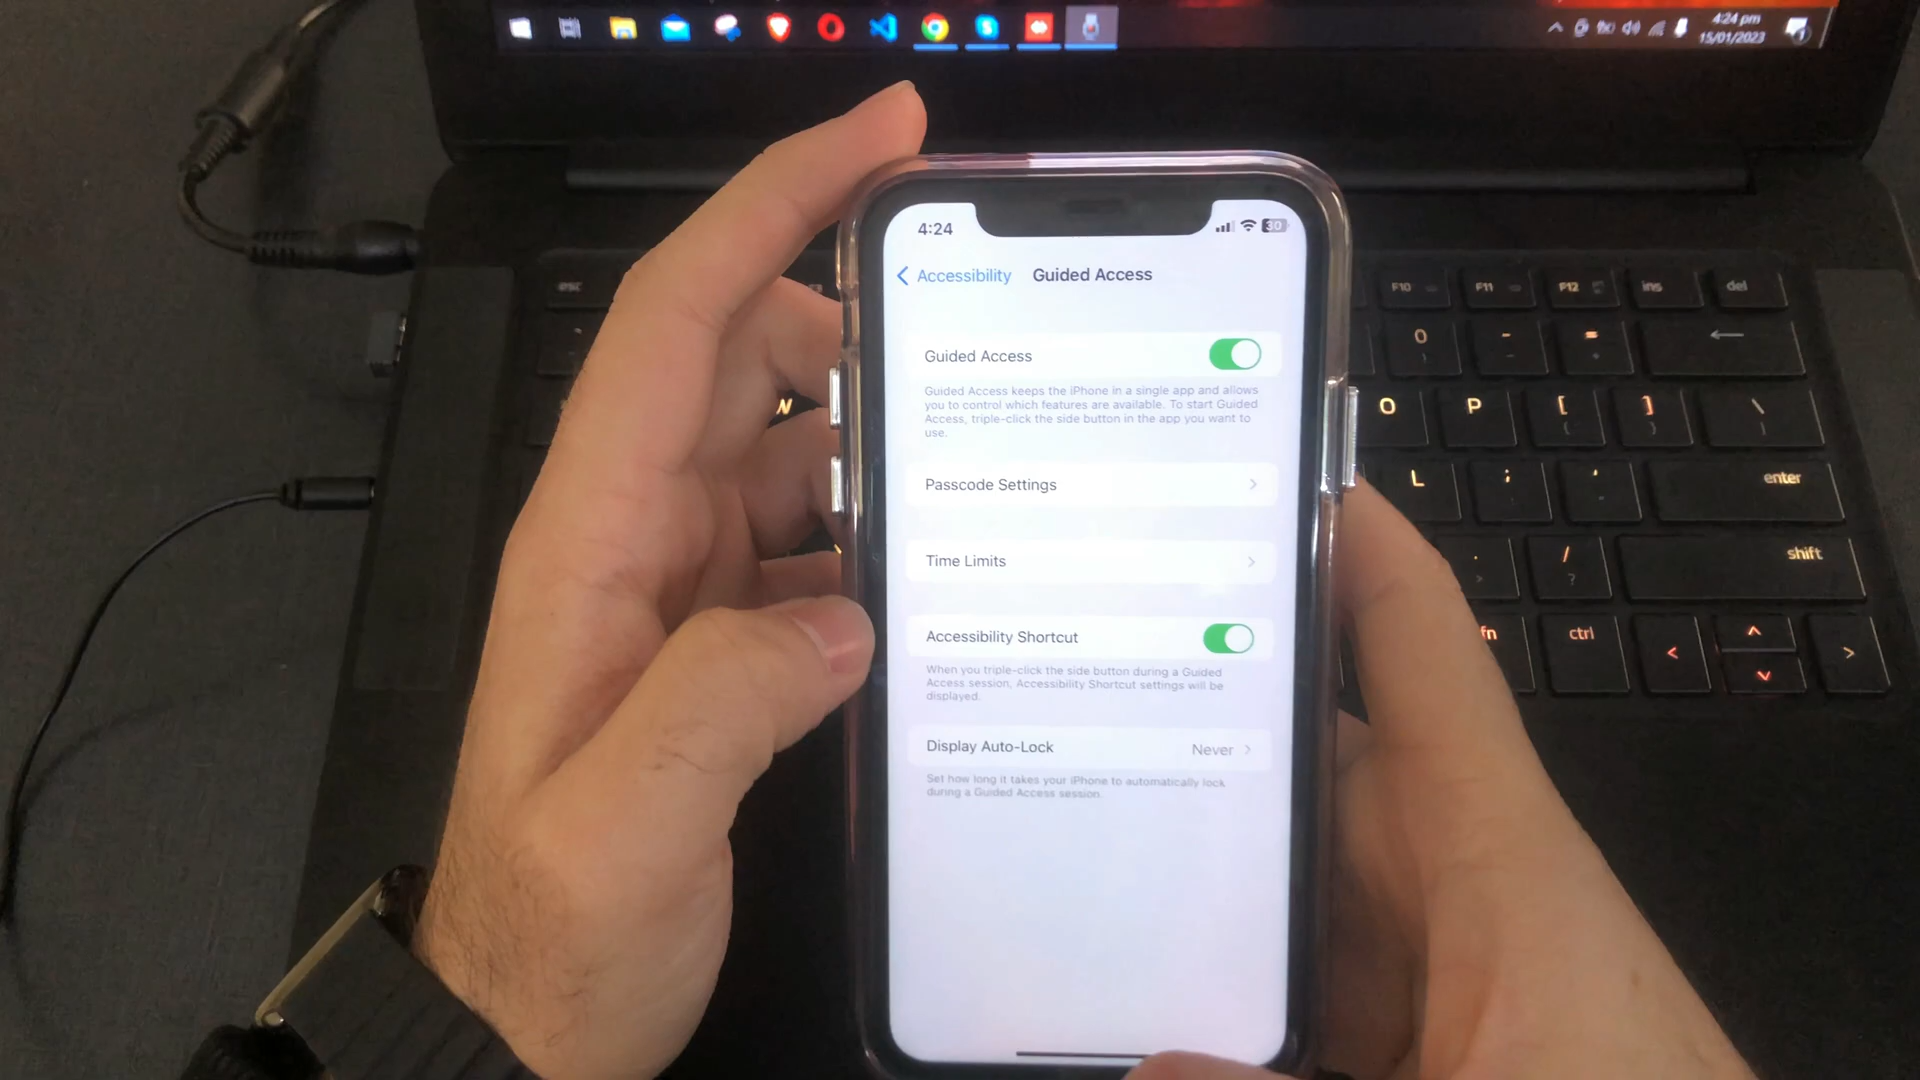 4:24 pm
15/01/2023
4:24
30
Accessibility
Guided Access
Guided Access
Guided Access keeps the iPhone in a single app and allows
you to control which features are available. To start Guided
Access, triple-click the side button in the app you want to
use.
Passcode Settings
Time Limits
Accessibility Shortcut
When you triple-click the side button during a Guided
Access session, Accessibility Shortcut settings will be
displayed.
Display Auto-Lock
Never
Set how long it takes your iPhone to automatically lock
during a Guided Access session.
esc
F10
F11
F12
ins
del
0
-
=
W
O
P
[
{
]
}
\
|
L
;
:
'
"
enter
.
>
/
?
shift
fn
ctrl